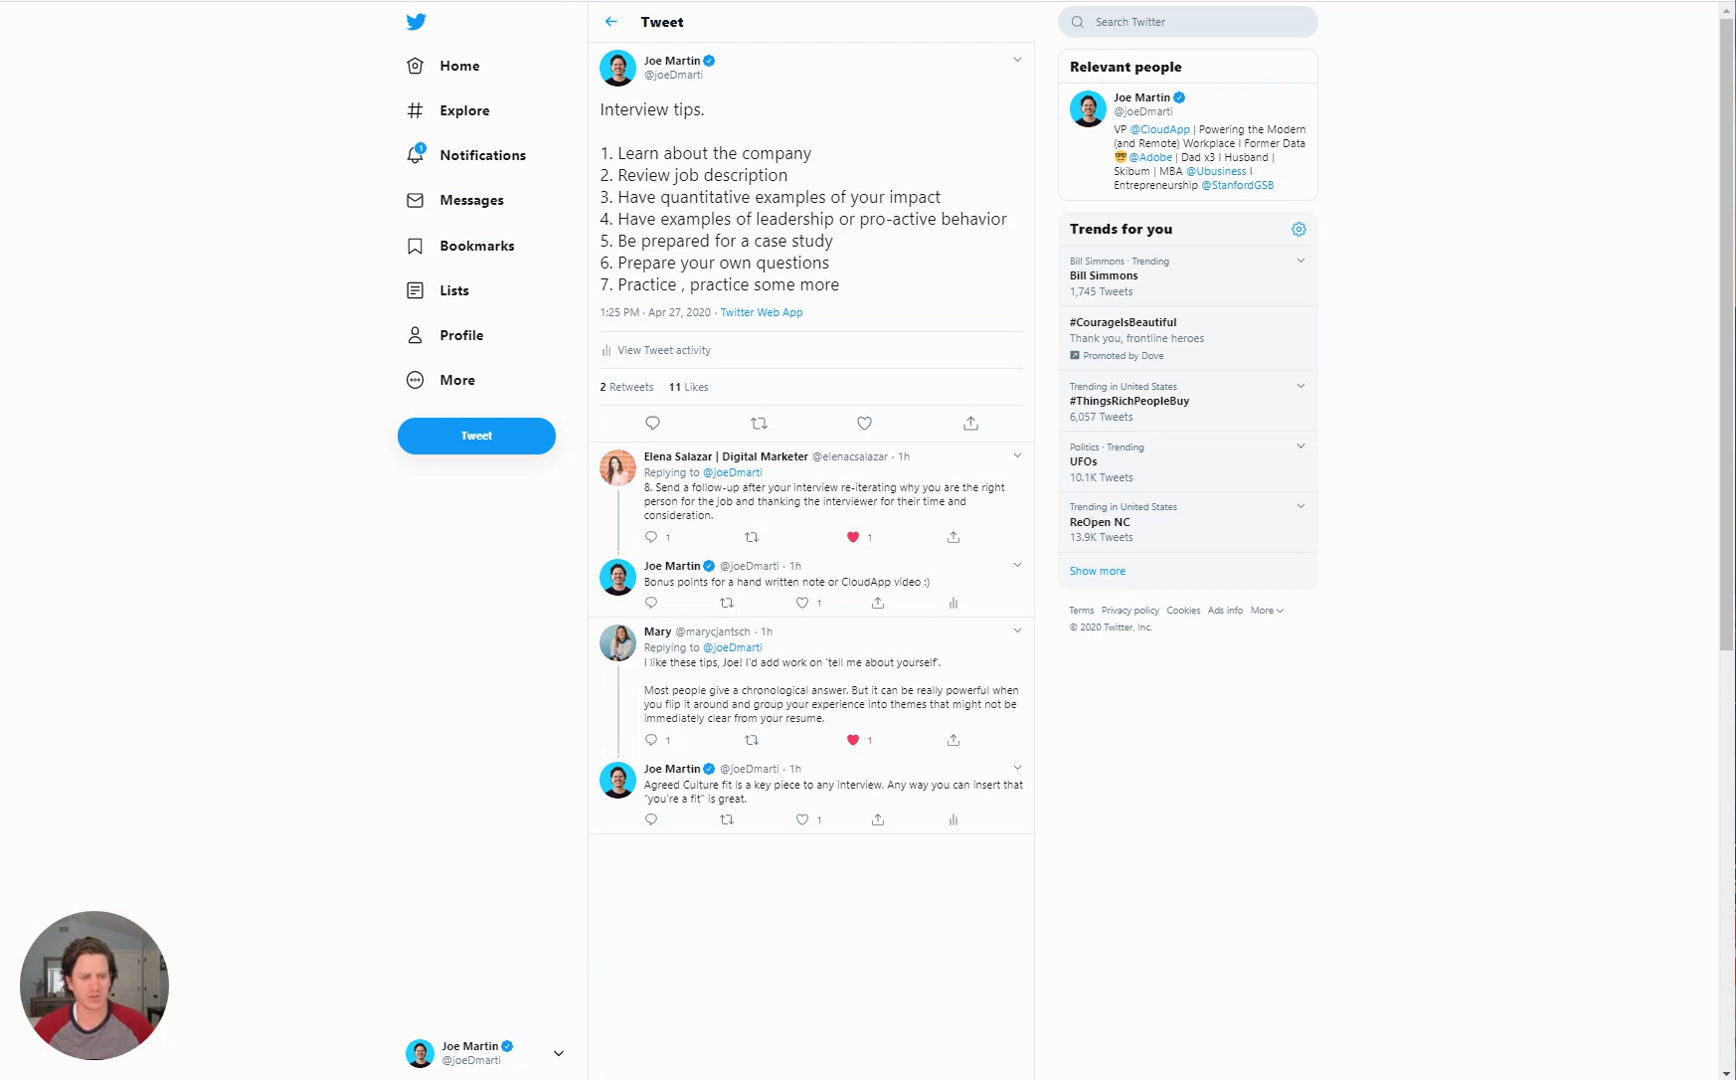 Home
Explore
1
Notifications
Messages
Bookmarks
Lists
Profile
More
Tweet
Joe Martin
@joeDmarti
Tweet
Joe Martin
@joeDmarti
Interview tips.
1. Learn about the company
2. Review job description
3. Have quantitative examples of your impact
4. Have examples of leadership or pro-active behavior
5. Be prepared for a case study
6. Prepare your own questions
7. Practice , practice some more
1:25 PM · Apr 27, 2020 · Twitter Web App
View Tweet activity
2 Retweets 11 Likes
Elena Salazar | Digital Marketer @elenacsalazar · 1h
Replying to @joeDmarti
8. Send a follow-up after your interview re-iterating why you are the right
person for the job and thanking the interviewer for their time and
consideration.
1 1
Joe Martin @joeDmarti · 1h
Bonus points for a hand written note or CloudApp video :)
1
Mary @marycjantsch · 1h
Replying to @joeDmarti
I like these tips, Joe! I'd add work on 'tell me about yourself'.
Most people give a chronological answer. But it can be really powerful when
you flip it around and group your experience into themes that might not be
immediately clear from your resume.
1 1
Joe Martin @joeDmarti · 1h
Agreed Culture fit is a key piece to any interview. Any way you can insert that
"you're a fit" is great.
1
Search Twitter
Relevant people
Joe Martin
@joeDmarti
VP @CloudApp | Powering the Modern
(and Remote) Workplace I Former Data
🤓 @Adobe | Dad x3 I Husband |
Skibum | MBA @Ubusiness I
Entrepreneurship @StanfordGSB
Trends for you
Bill Simmons · Trending
Bill Simmons
1,745 Tweets
#CourageIsBeautiful
Thank you, frontline heroes
Promoted by Dove
Trending in United States
#ThingsRichPeopleBuy
6,057 Tweets
Politics · Trending
UFOs
10.1K Tweets
Trending in United States
ReOpen NC
13.9K Tweets
Show more
Terms Privacy policy Cookies Ads info More
© 2020 Twitter, Inc.